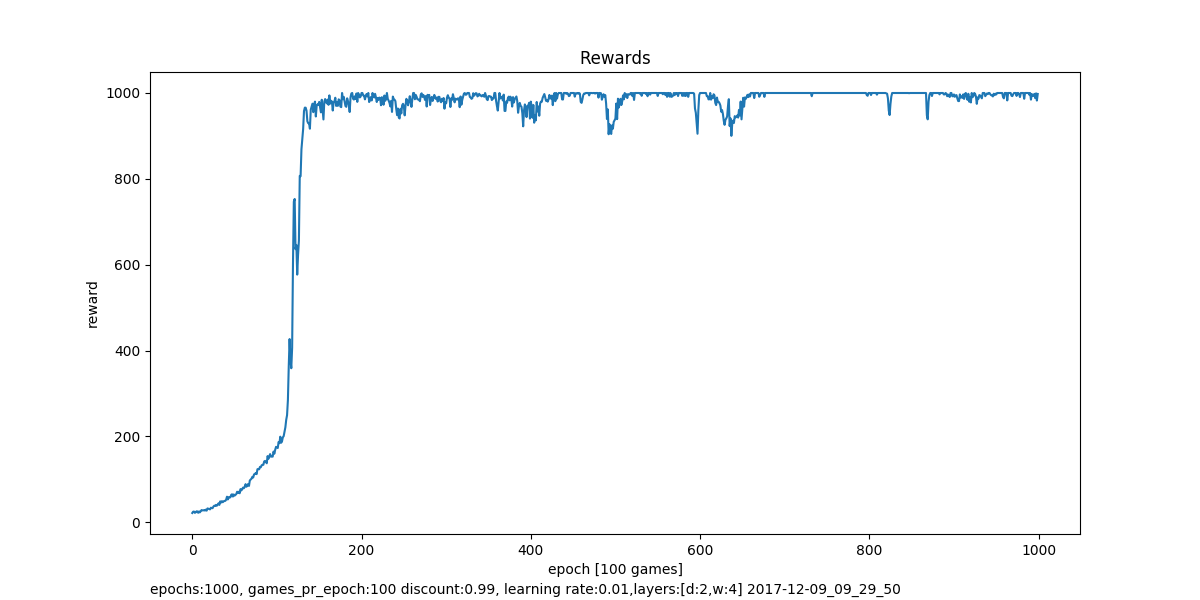 Rewards
1000
800
600
400
200
0
reward
0 200 400 600 800 1000
epoch [100 games]
epochs:1000, games_pr_epoch:100 discount:0.99, learning rate:0.01,layers:[d:2,w:4] 2017-12-09_09_29_50